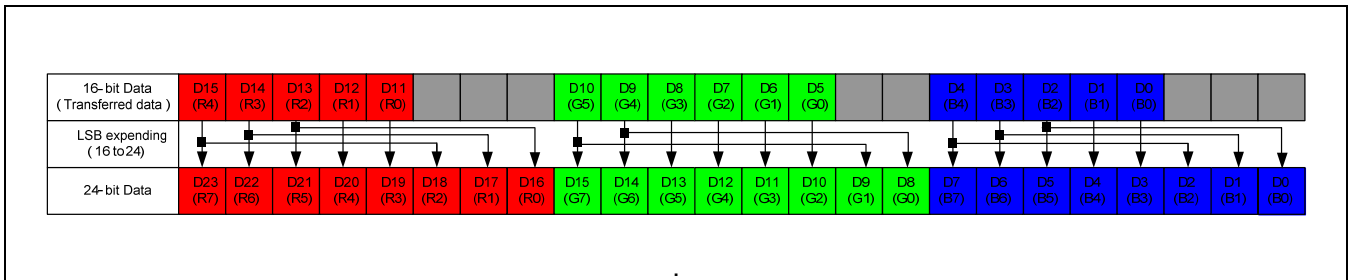 16-bit Data
( Transferred data )
D15 D14 D13 D12 D11 D10 D9 D8 D7 D6 D5 D4 D3 D2 D1 D0
(R4) (R3) (R2) (R1) (R0) (G5) (G4) (G3) (G2) (G1) (G0) (B4) (B3) (B2) (B1) (B0)
LSB expending
( 16 to24)
24-bit Data
D23 D22 D21 D20 D19 D18 D17 D16 D15 D14 D13 D12 D11 D10 D9 D8 D7 D6 D5 D4 D3 D2 D1 D0
(R7) (R6) (R5) (R4) (R3) (R2) (R1) (R0) (G7) (G6) (G5) (G4) (G3) (G2) (G1) (G0) (B7) (B6) (B5) (B4) (B3) (B2) (B1) (B0)
.